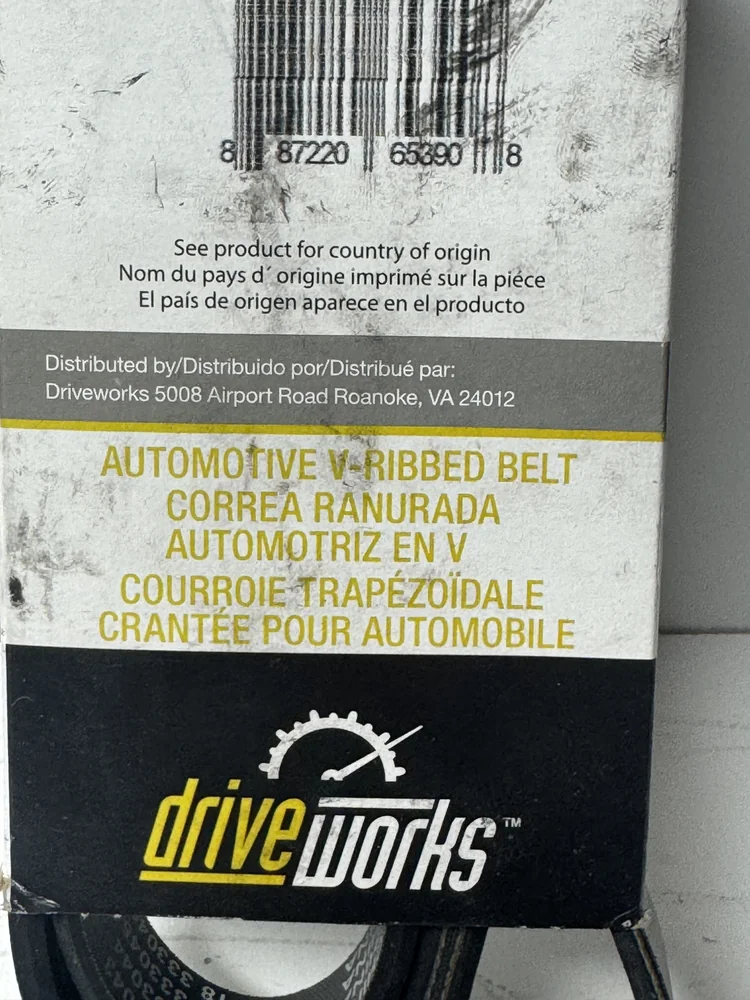 8 87220 65390 8
See product for country of origin
Nom du pays d´ origine imprimé sur la piéce
El país de origen aparece en el producto
Distributed by/Distribuido por/Distribué par:
Driveworks 5008 Airport Road Roanoke, VA 24012
AUTOMOTIVE V-RIBBED BELT
CORREA RANURADA
AUTOMOTRIZ EN V
COURROIE TRAPÉZOÏDALE
CRANTÉE POUR AUTOMOBILE
driveworks™